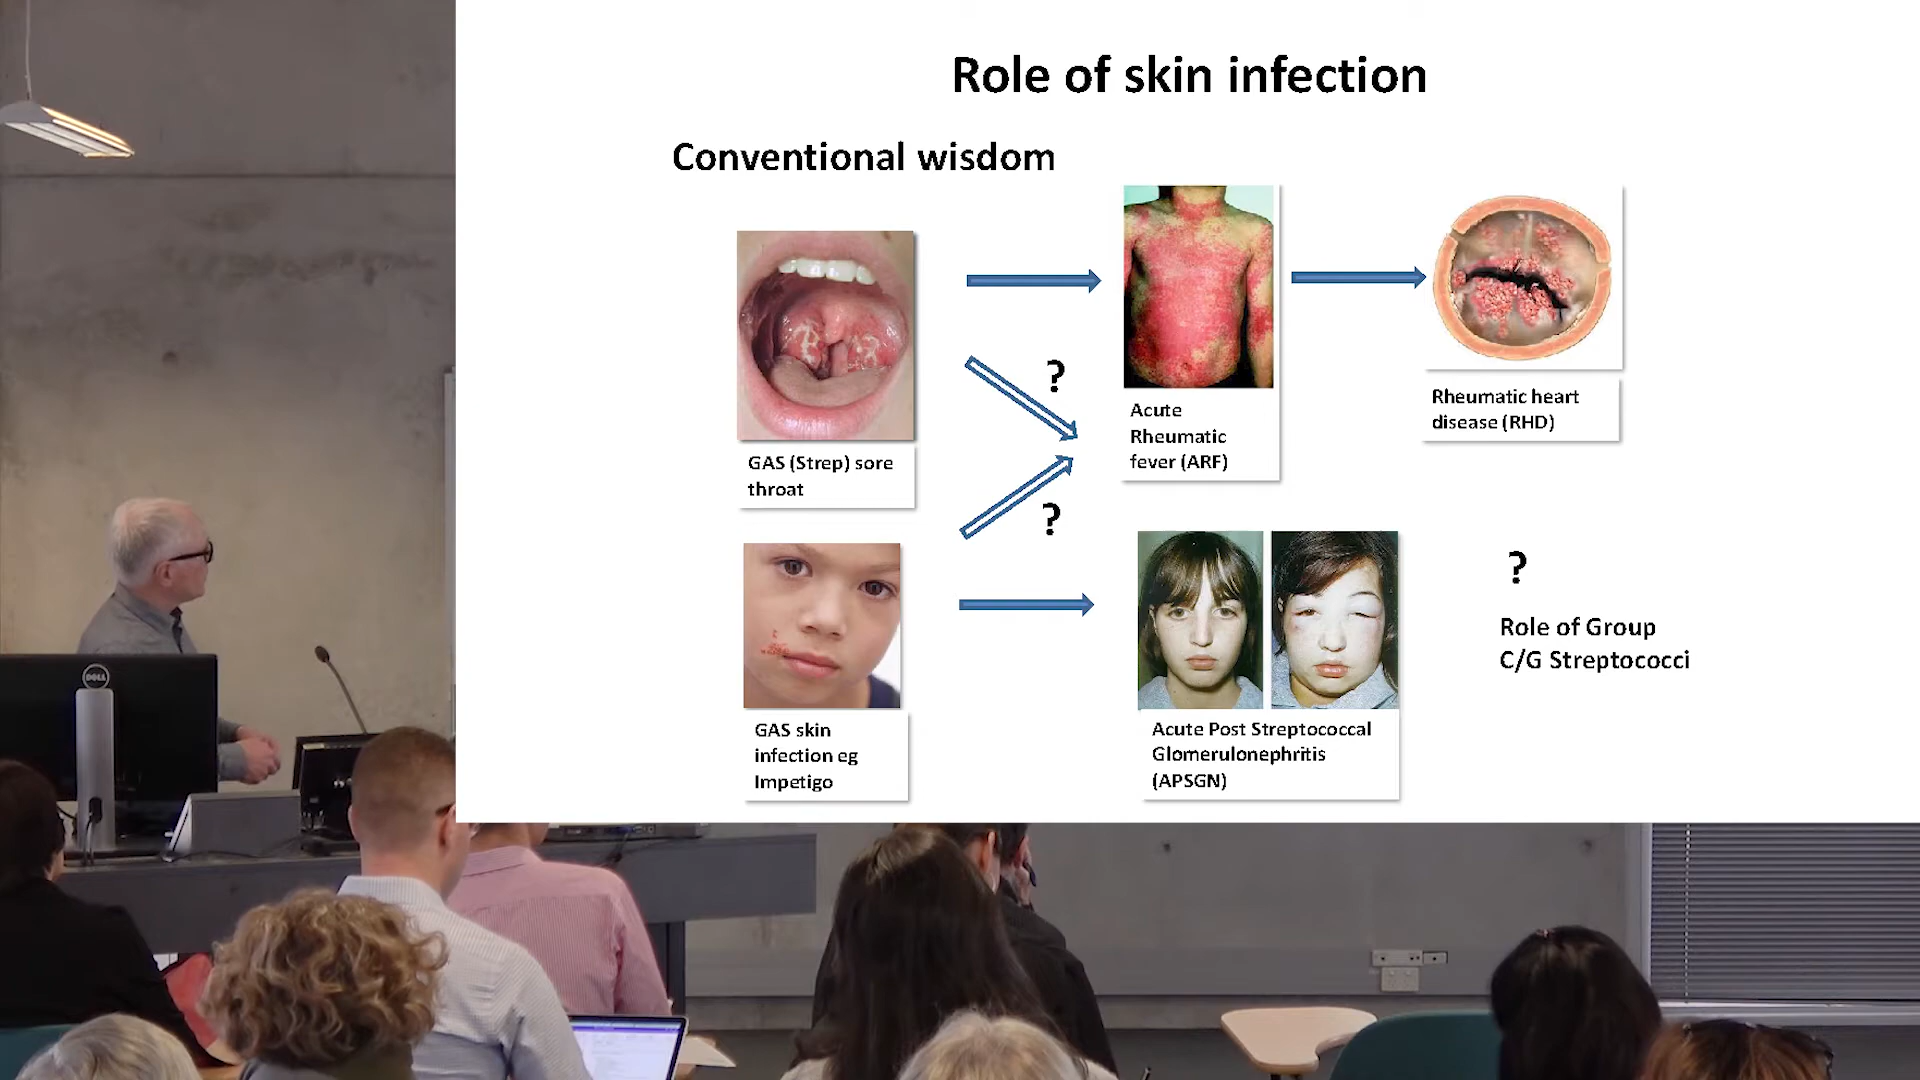 Role of skin infection
Conventional wisdom
GAS (Strep) sore
throat
?
Acute
Rheumatic
fever (ARF)
Rheumatic heart
disease (RHD)
?
GAS skin
infection eg
Impetigo
Acute Post Streptococcal
Glomerulonephritis
(APSGN)
?
Role of Group
C/G Streptococci
DELL